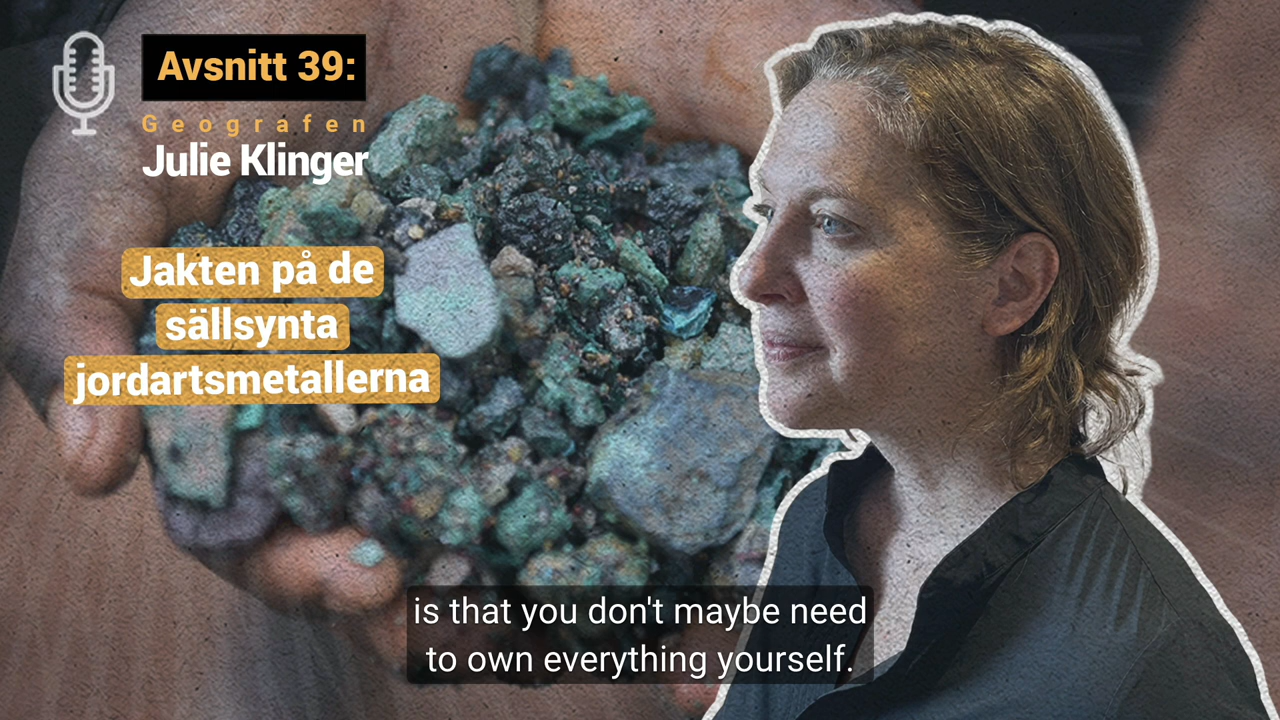 Avsnitt 39:
Geografen
Julie Klinger
Jakten på de
sällsynta
jordartsmetallerna
is that you don't maybe need
to own everything yourself.